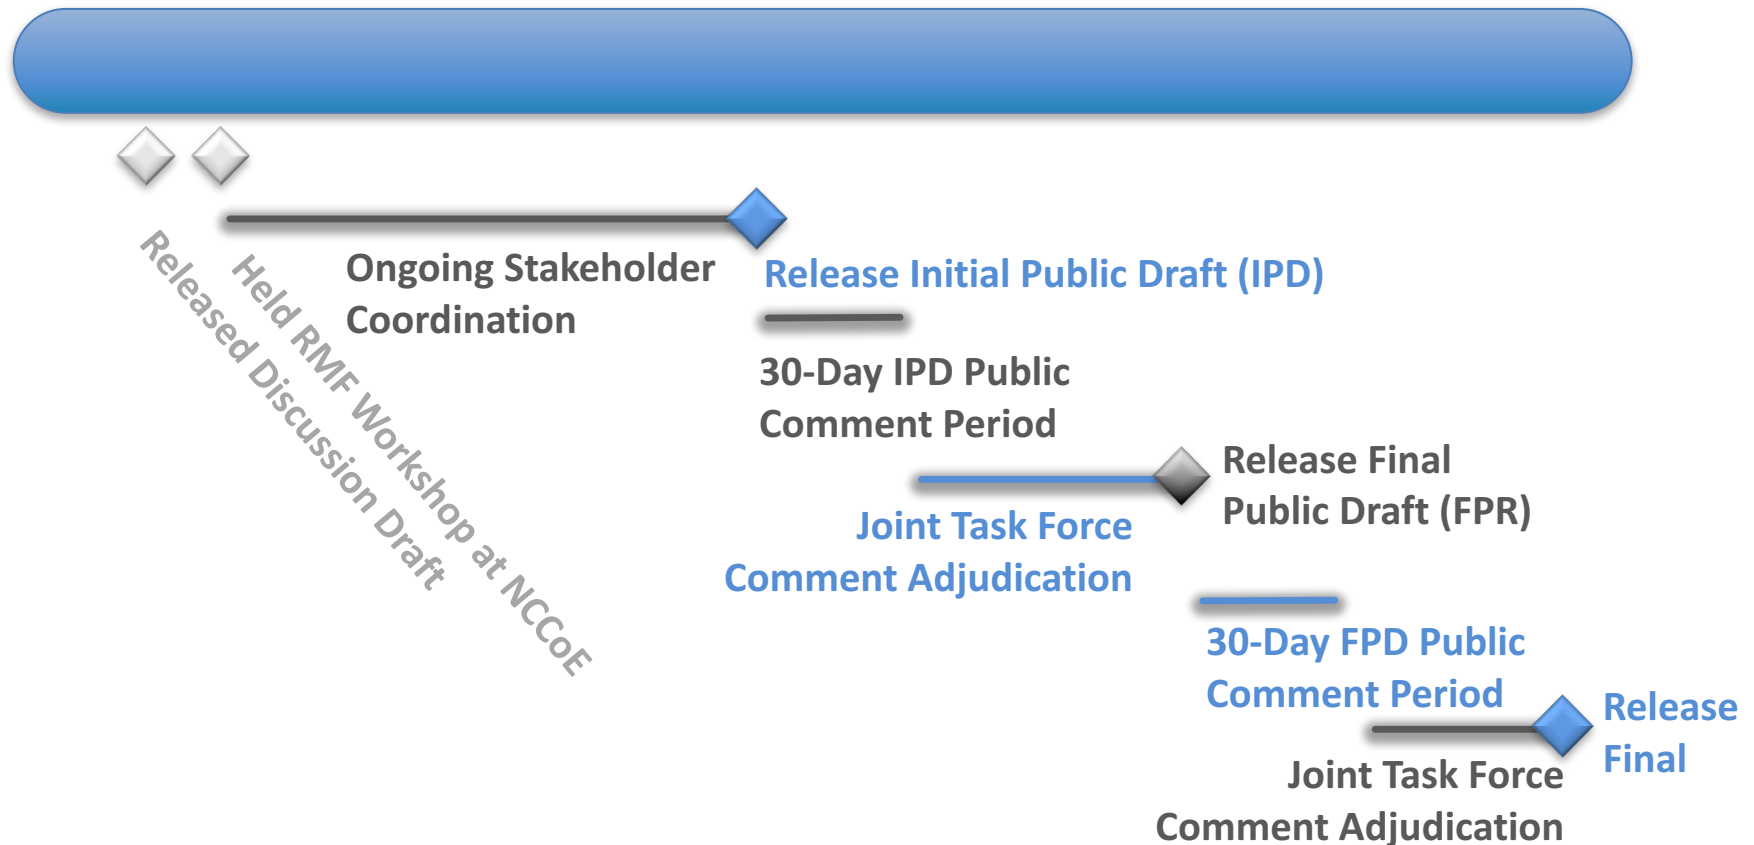 Released Discussion Draft
Held RMF Workshop at NCCoE
Ongoing Stakeholder
Coordination
Release Initial Public Draft (IPD)
30-Day IPD Public
Comment Period
Joint Task Force
Comment Adjudication
Release Final
Public Draft (FPR)
30-Day FPD Public
Comment Period
Joint Task Force
Comment Adjudication
Release
Final